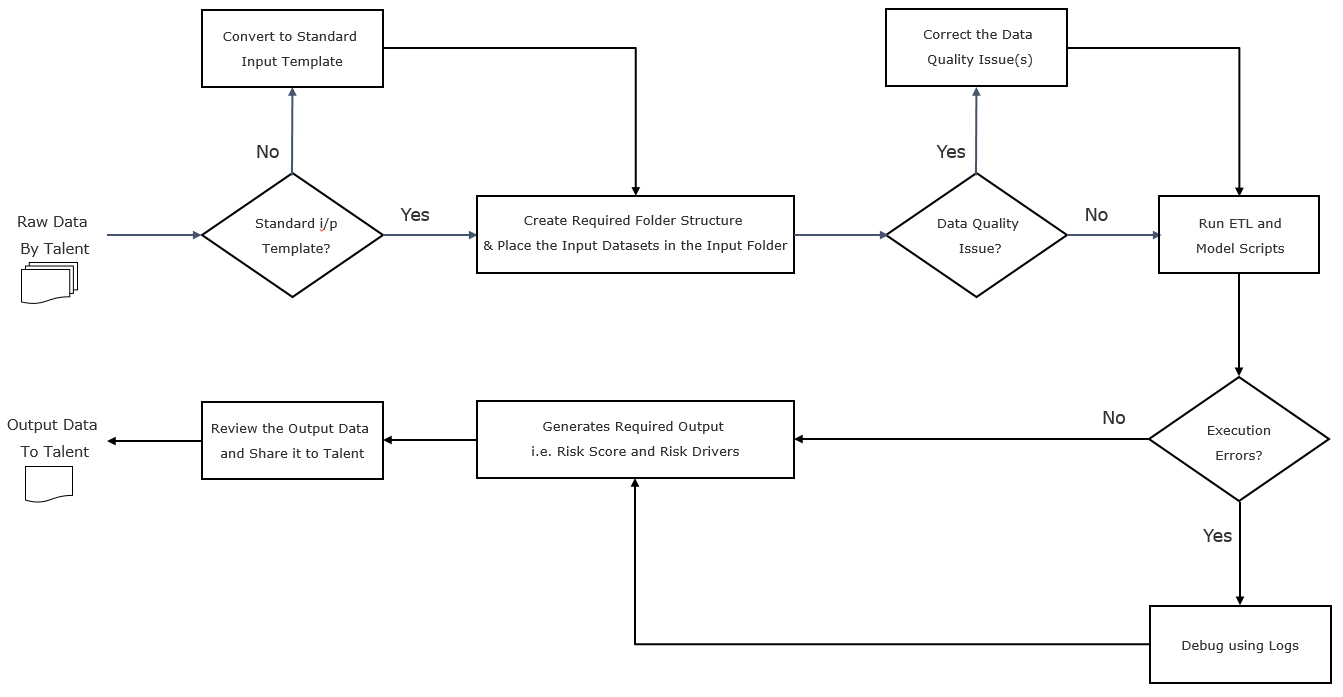 Convert to Standard
Input Template
Correct the Data
Quality Issue(s)
No
Yes
Raw Data
By Talent
Standard i/p
Template?
Yes
Create Required Folder Structure
& Place the Input Datasets in the Input Folder
Data Quality
Issue?
No
Run ETL and
Model Scripts
Output Data
To Talent
Review the Output Data
and Share it to Talent
Generates Required Output
i.e. Risk Score and Risk Drivers
No
Execution
Errors?
Yes
Debug using Logs